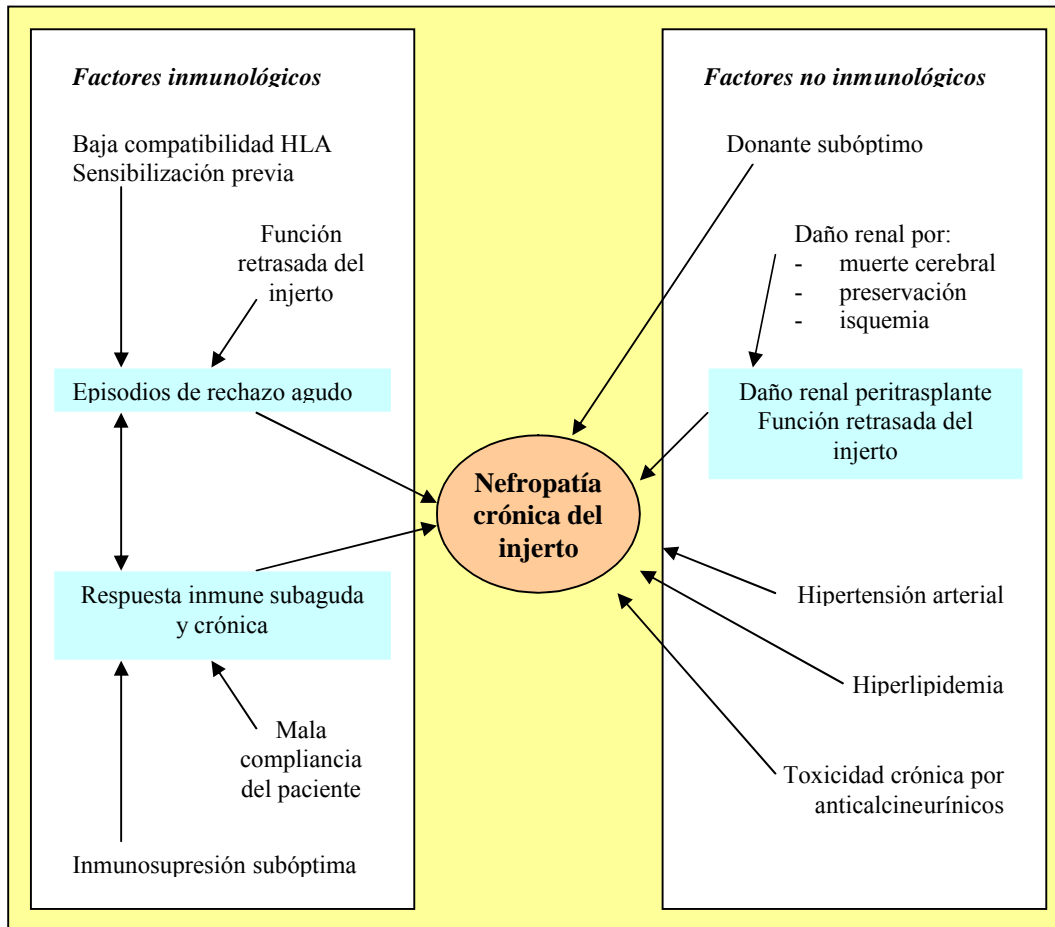 Factores inmunológicos
Baja compatibilidad HLA
Sensibilización previa
Función
retrasada del
injerto
Episodios de rechazo agudo
Respuesta inmune subaguda
y crónica
Mala
compliancia
del paciente
Inmunosupresión subóptima
Nefropatía
crónica del
injerto
Factores no inmunológicos
Donante subóptimo
Daño renal por:
- muerte cerebral
- preservación
- isquemia
Daño renal peritrasplante
Función retrasada del
injerto
Hipertensión arterial
Hiperlipidemia
Toxicidad crónica por
anticalcineurínicos